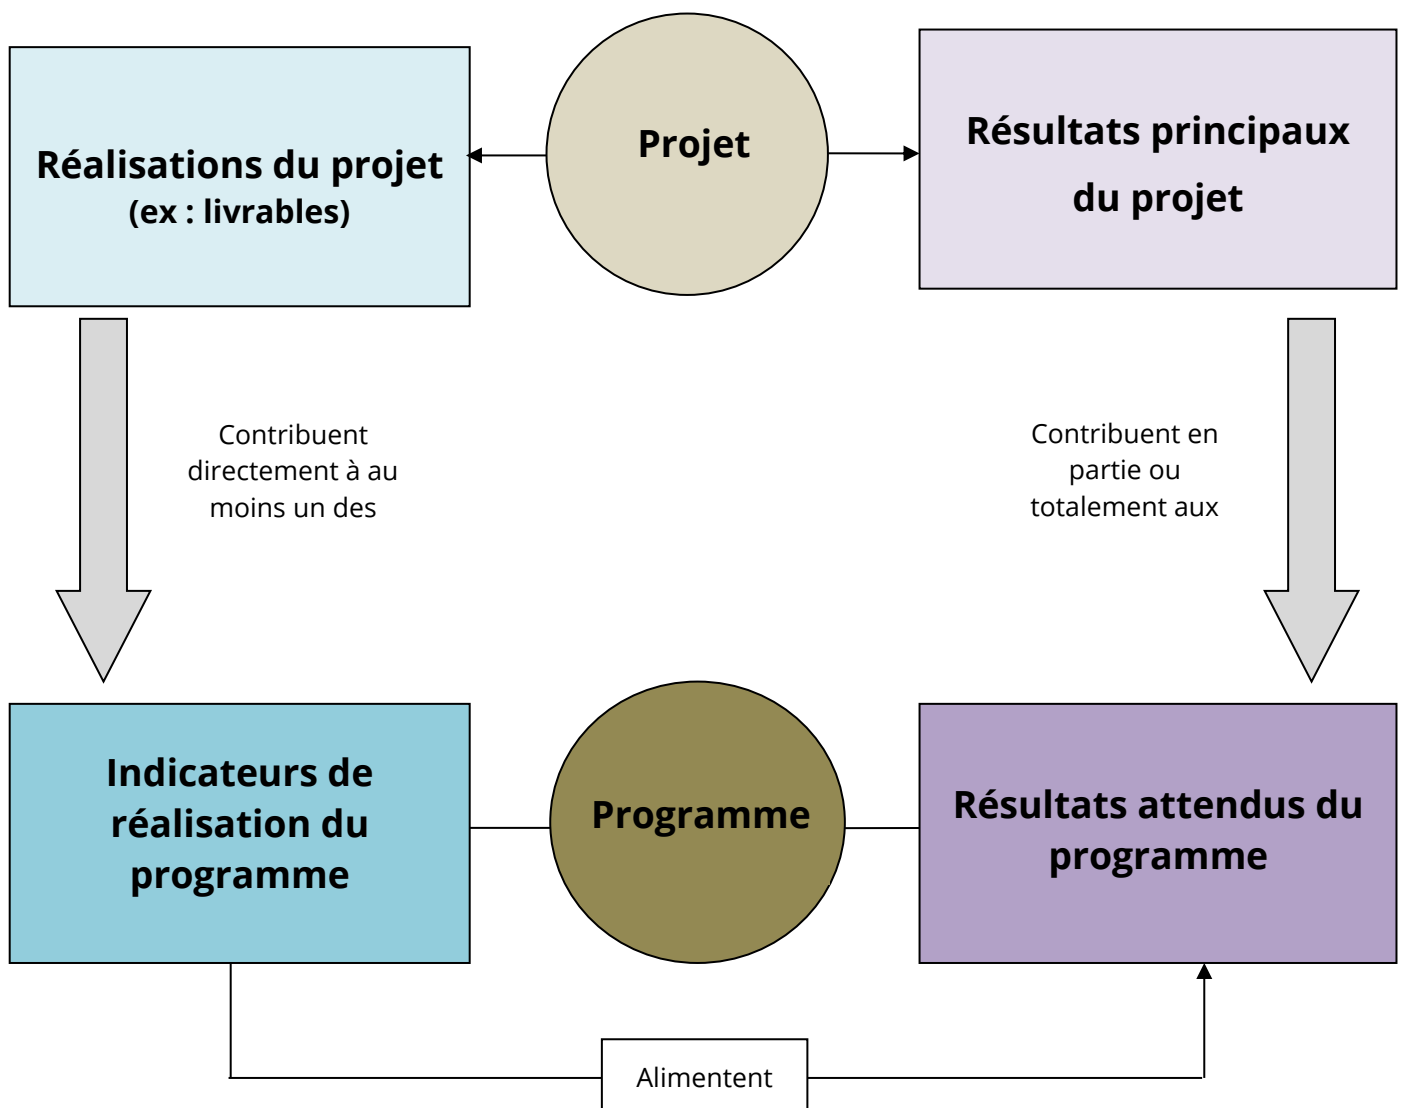 Réalisations du projet
(ex : livrables)
Projet
Résultats principaux
du projet
Contribuent
directement à au
moins un des
Contribuent en
partie ou
totalement aux
Indicateurs de
réalisation du
programme
Programme
Résultats attendus du
programme
Alimentent